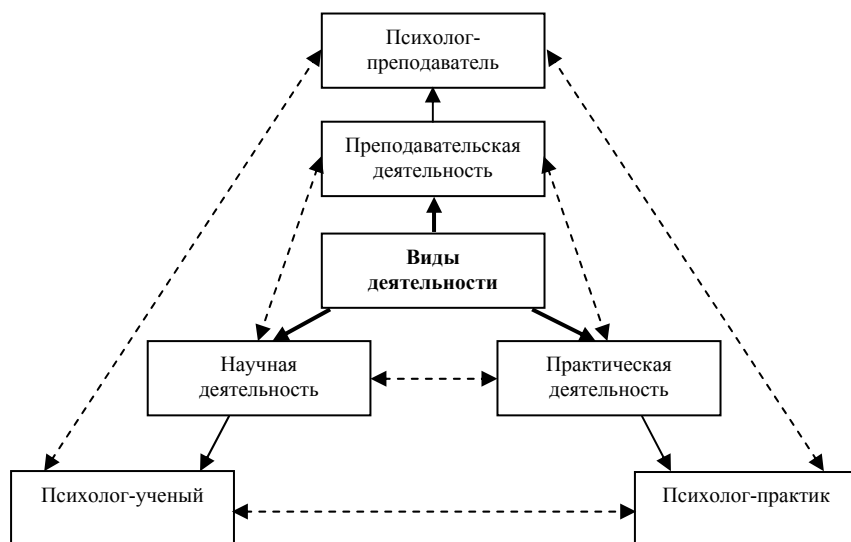 Психолог-
преподаватель
Преподавательская
деятельность
Виды
деятельности
Научная
деятельность
Практическая
деятельность
Психолог-ученый
Психолог-практик